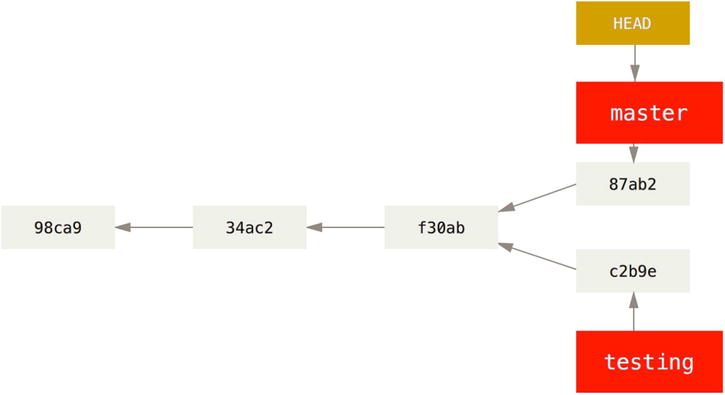 HEAD
master
87ab2
98ca9
34ac2
f30ab
c2b9e
testing